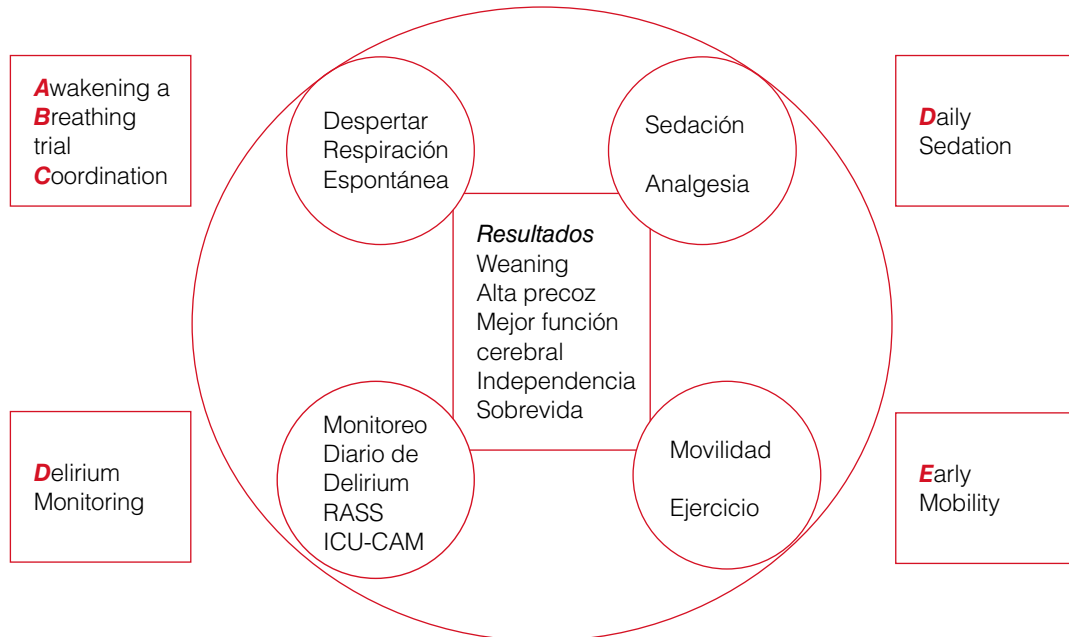 Awakening a
Breathing
trial
Coordination
Despertar
Respiración
Espontánea
Sedación
Analgesia
Daily
Sedation
Resultados
Weaning
Alta precoz
Mejor función
cerebral
Independencia
Sobrevida
Delirium
Monitoring
Monitoreo
Diario de
Delirium
RASS
ICU-CAM
Movilidad
Ejercicio
Early
Mobility